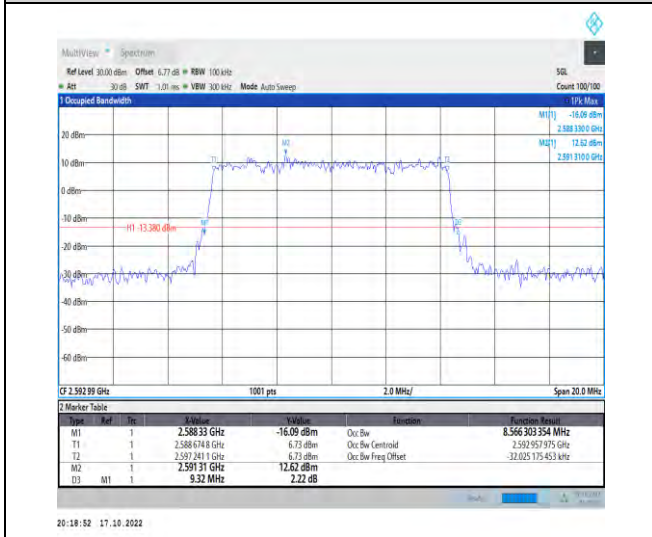 MultiView Spectrum
Ref Level 30.00 dBm Offset 6.77 dB RBW 100 kHz SGL
Att 30 dB SWT 1.01 ms VBW 300 kHz Mode Auto Sweep Count 100/100
1 Occupied Bandwidth 1Pk Max
M1[1] -16.09 dBm
2.588 330 0 GHz
M2[1] 12.62 dBm
2.591 310 0 GHz
20 dBm
M2
10 dBm
T1 T2
0 dBm
-10 dBm
H1 -13.380 dBm M1 D3
-20 dBm
-30 dBm
-40 dBm
-50 dBm
-60 dBm
CF 2.592 99 GHz 1001 pts 2.0 MHz/ Span 20.0 MHz
2 Marker Table
Type Ref Trc X-Value Y-Value Function Function Result
M1 1 2.588 33 GHz -16.09 dBm Occ Bw 8.566 303 354 MHz
T1 1 2.588 674 8 GHz 6.73 dBm Occ Bw Centroid 2.592 957 975 GHz
T2 1 2.597 241 1 GHz 6.73 dBm Occ Bw Freq Offset -32.025 175 453 kHz
M2 1 2.591 31 GHz 12.62 dBm
D3 M1 1 9.32 MHz 2.22 dB
20:18:52 17.10.2022